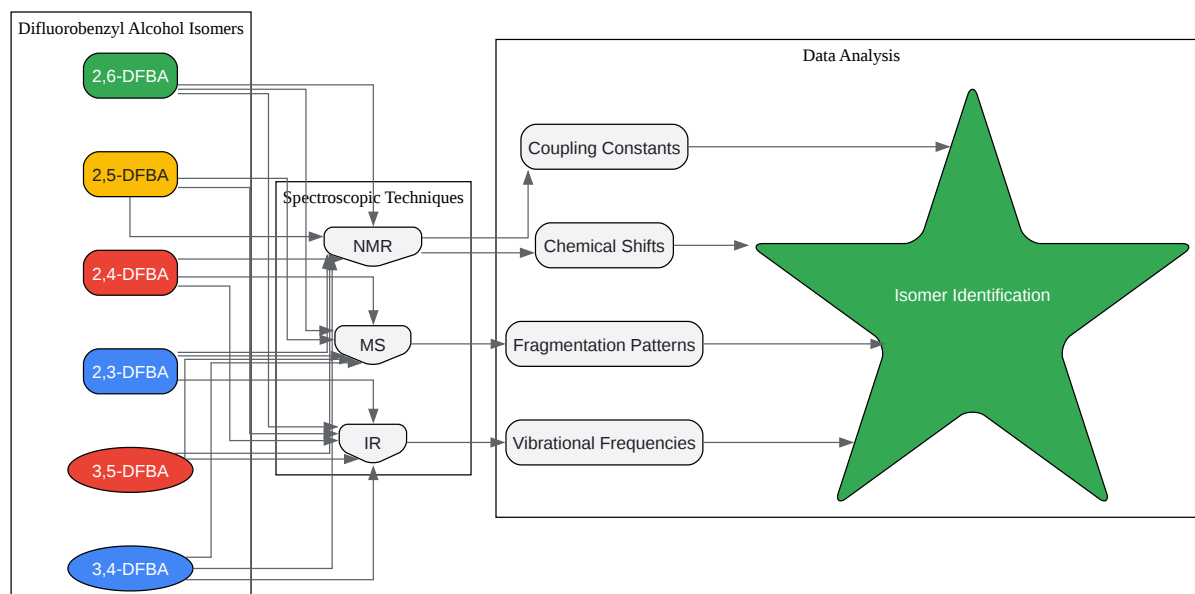 Difluorobenzyl Alcohol Isomers
2,6-DFBA
2,5-DFBA
2,4-DFBA
2,3-DFBA
3,5-DFBA
3,4-DFBA
Spectroscopic Techniques
NMR
MS
IR
Data Analysis
Coupling Constants
Chemical Shifts
Fragmentation Patterns
Vibrational Frequencies
Isomer Identification